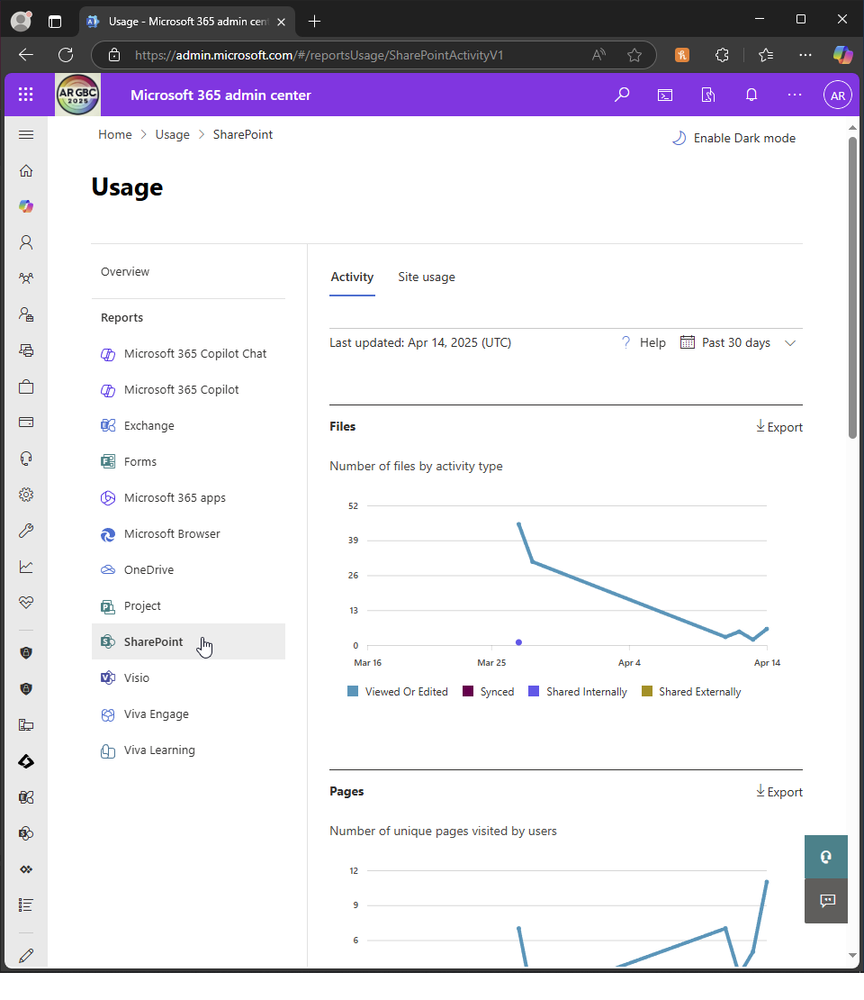 Usage - Microsoft 365 admin cent
https://admin.microsoft.com/#/reportsUsage/SharePointActivityV1
AR GBC
2025
Microsoft 365 admin center
AR
Home > Usage > SharePoint
Enable Dark mode
Usage
Overview
Reports
Microsoft 365 Copilot Chat
Microsoft 365 Copilot
Exchange
Forms
Microsoft 365 apps
Microsoft Browser
OneDrive
Project
SharePoint
Visio
Viva Engage
Viva Learning
Activity Site usage
Last updated: Apr 14, 2025 (UTC)
? Help Past 30 days
Files
Export
Number of files by activity type
52
39
26
13
0
Mar 16 Mar 25 Apr 4 Apr 14
Viewed Or Edited Synced Shared Internally Shared Externally
Pages
Export
Number of unique pages visited by users
12
9
6